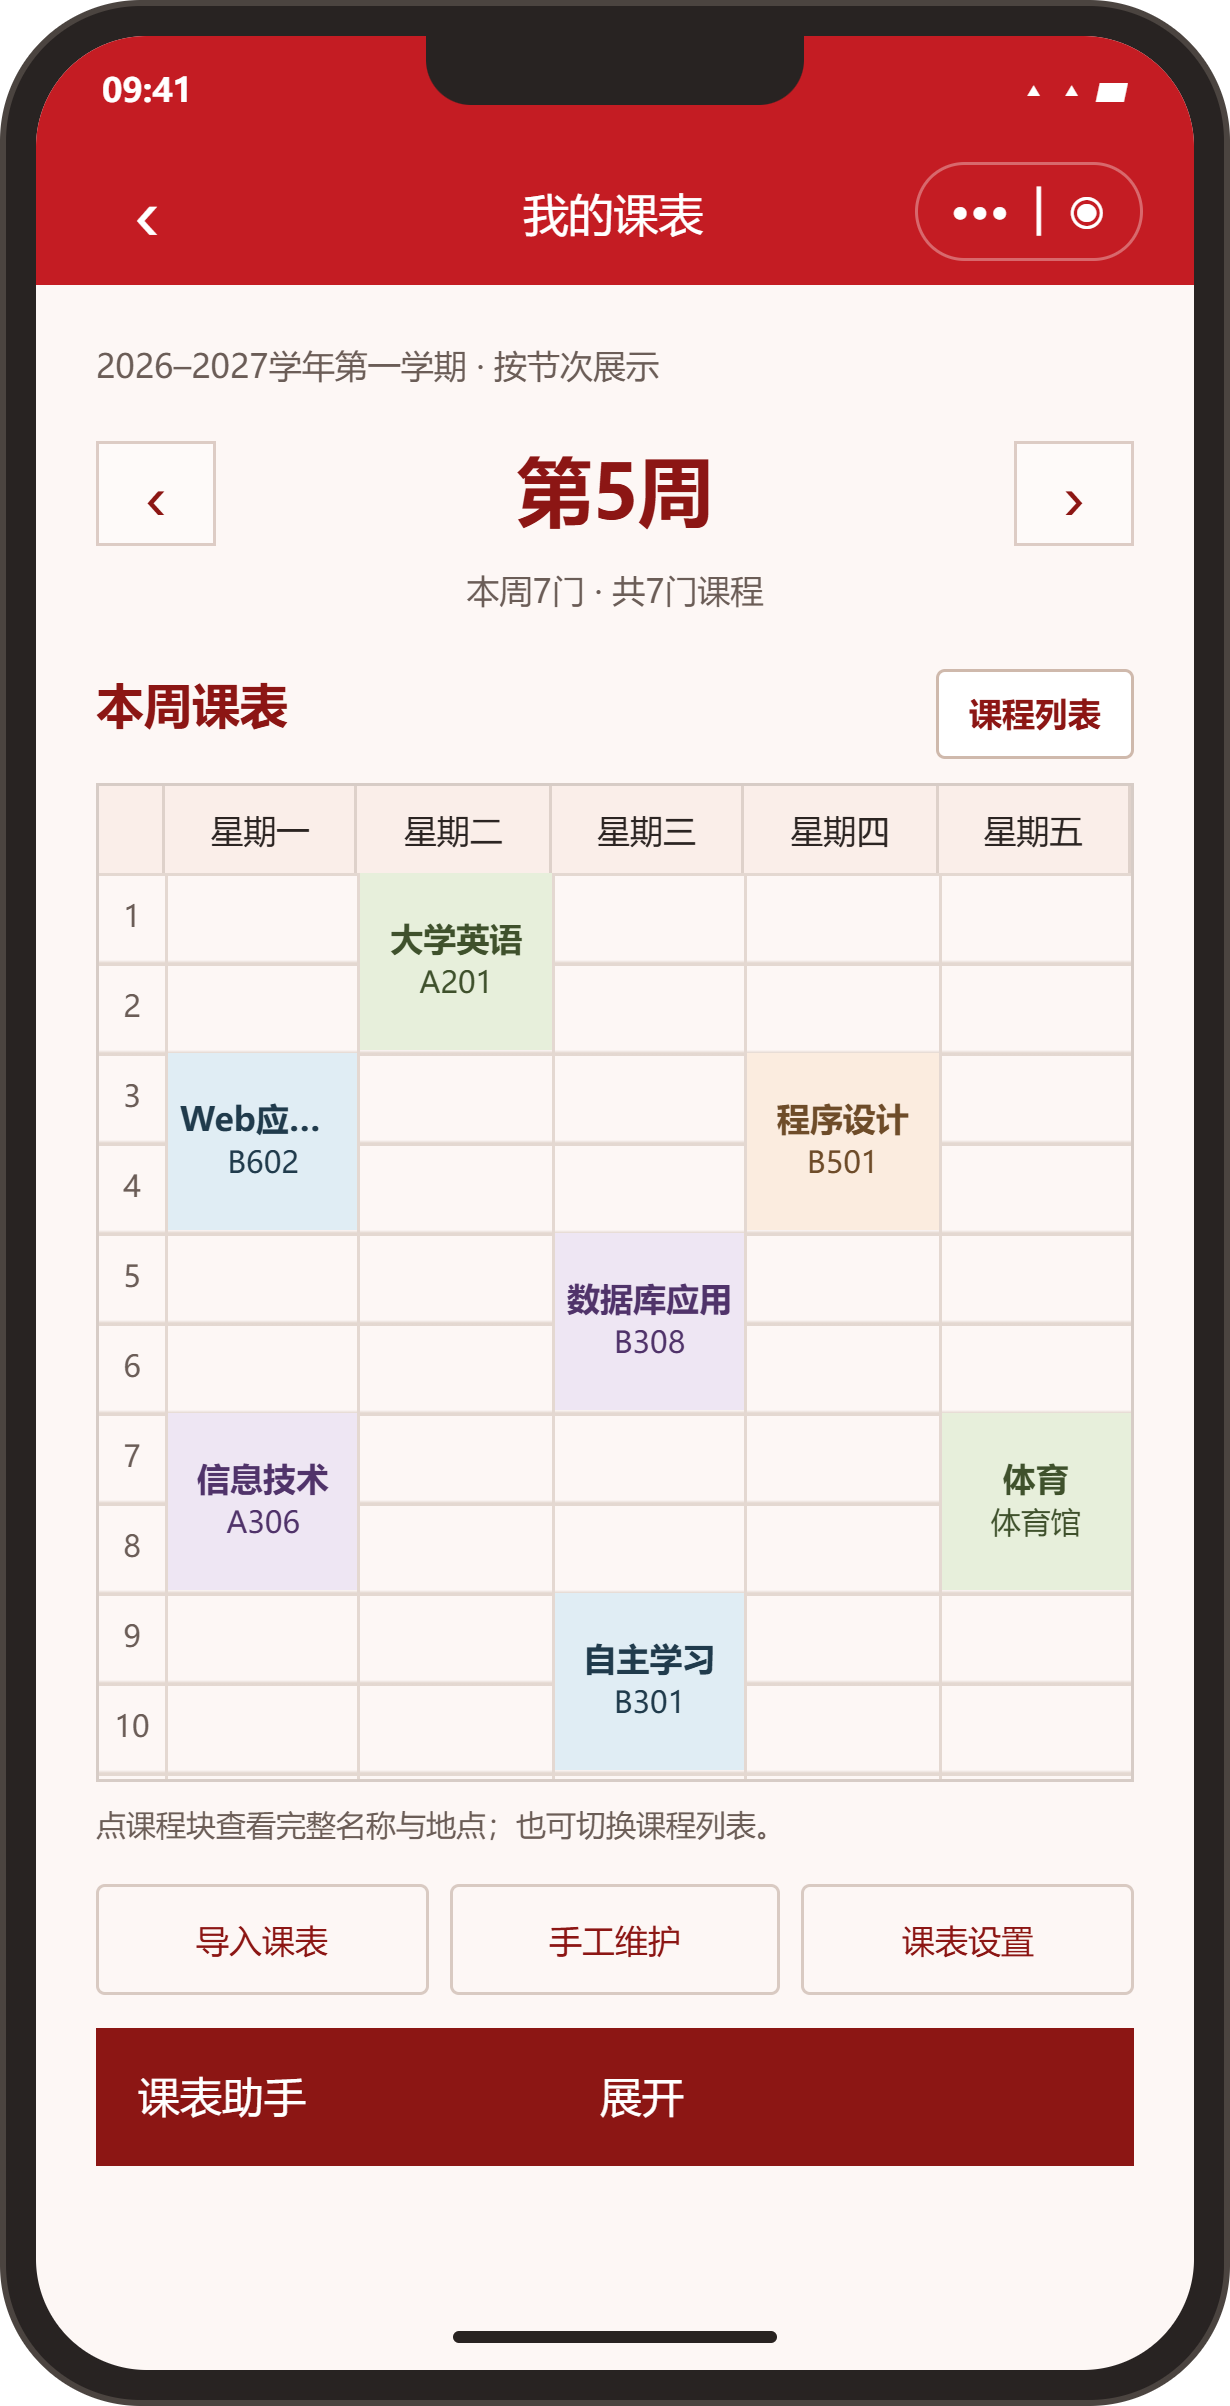 09:41
‹ 我的课表
2026–2027学年第一学期 · 按节次展示
‹ 第5周 ›
本周7门 · 共7门课程
本周课表 课程列表
星期一 星期二 星期三 星期四 星期五
1
大学英语
A201
2
3
Web应... 程序设计
B602 B501
4
5
数据库应用
B308
6
7
信息技术 体育
A306 体育馆
8
9
自主学习
B301
10
点课程块查看完整名称与地点；也可切换课程列表。
导入课表 手工维护 课表设置
课表助手 展开